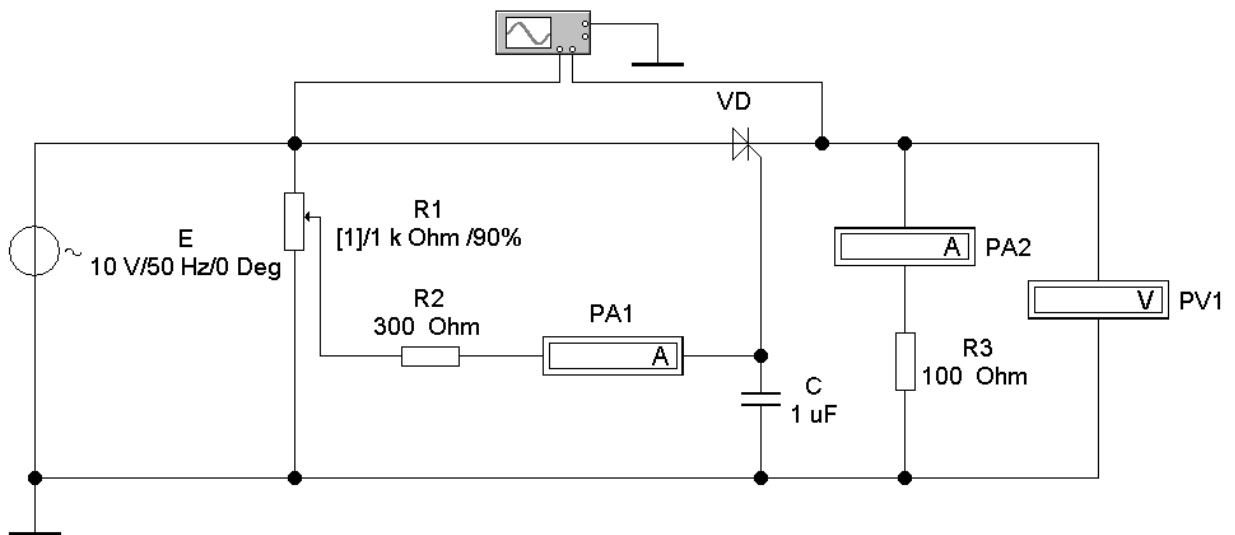 VD
E
10 V/50 Hz/0 Deg
R1
[1]/1 k Ohm /90%
R2
300 Ohm
PA1
A
C
1 uF
A
PA2
R3
100 Ohm
V
PV1